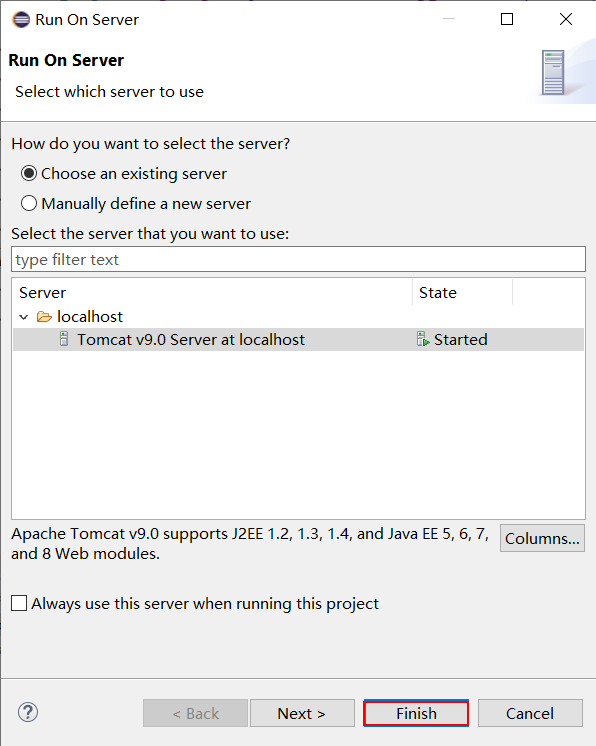 Run On Server
Run On Server
Select which server to use
How do you want to select the server?
Choose an existing server
Manually define a new server
Select the server that you want to use:
type filter text
Server State
localhost
Tomcat v9.0 Server at localhost Started
Apache Tomcat v9.0 supports J2EE 1.2, 1.3, 1.4, and Java EE 5, 6, 7,
and 8 Web modules.
Columns...
Always use this server when running this project
? < Back Next > Finish Cancel